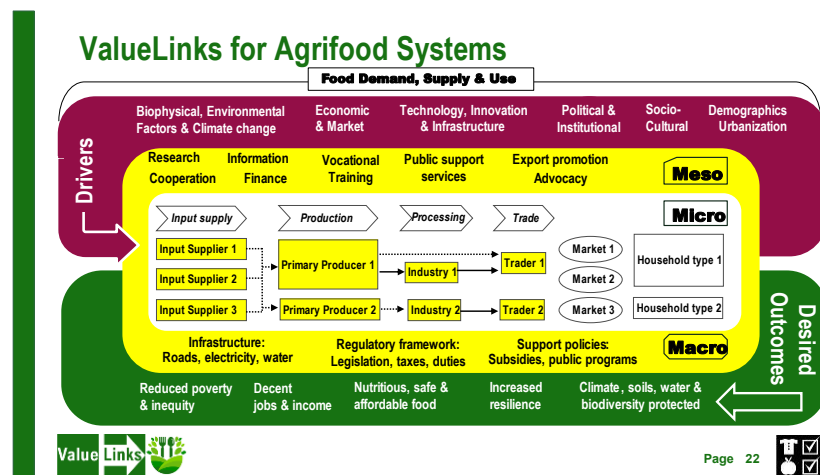 ValueLinks for Agrifood Systems
Food Demand, Supply & Use
Drivers
Biophysical, Environmental
Factors & Climate change
Economic
& Market
Technology, Innovation
& Infrastructure
Political &
Institutional
Socio-
Cultural
Demographics
Urbanization
Research
Cooperation
Information
Finance
Vocational
Training
Public support
services
Export promotion
Advocacy
Meso
Micro
Input supply
Production
Processing
Trade
Input Supplier 1
Input Supplier 2
Input Supplier 3
Primary Producer 1
Primary Producer 2
Industry 1
Industry 2
Trader 1
Trader 2
Market 1
Market 2
Market 3
Household type 1
Household type 2
Infrastructure:
Roads, electricity, water
Regulatory framework:
Legislation, taxes, duties
Support policies:
Subsidies, public programs
Macro
Desired
Outcomes
Reduced poverty
& inequity
Decent
jobs & income
Nutritious, safe &
affordable food
Increased
resilience
Climate, soils, water &
biodiversity protected
Value Links
Page 22